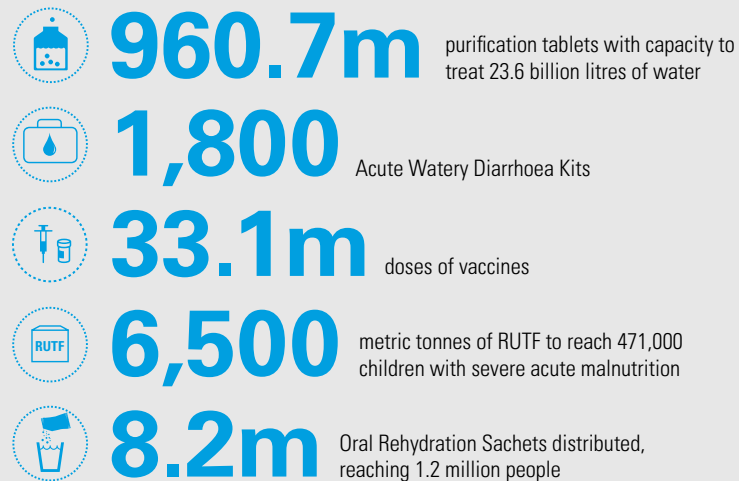 960.7m
purification tablets with capacity to
treat 23.6 billion litres of water
1,800
Acute Watery Diarrhoea Kits
33.1m
doses of vaccines
RUTF
6,500
metric tonnes of RUTF to reach 471,000
children with severe acute malnutrition
8.2m
Oral Rehydration Sachets distributed,
reaching 1.2 million people